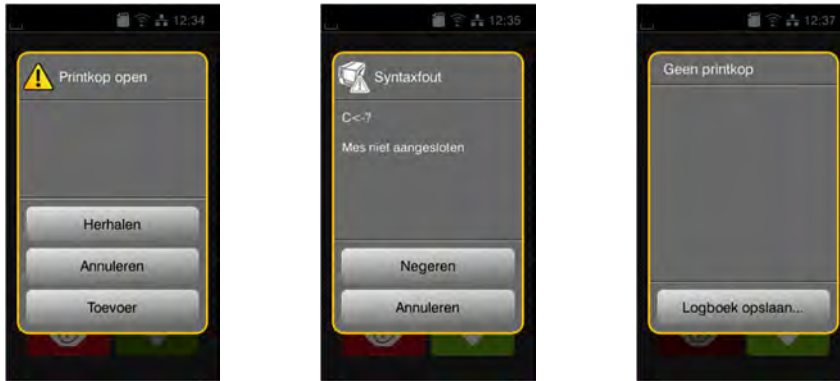 12:34
Printkop open
Herhalen
Annuleren
Toevoer
12:35
Syntaxfout
C<-?
Mes niet aangesloten
Negeren
Annuleren
12:37
Geen printkop
Logboek opslaan...